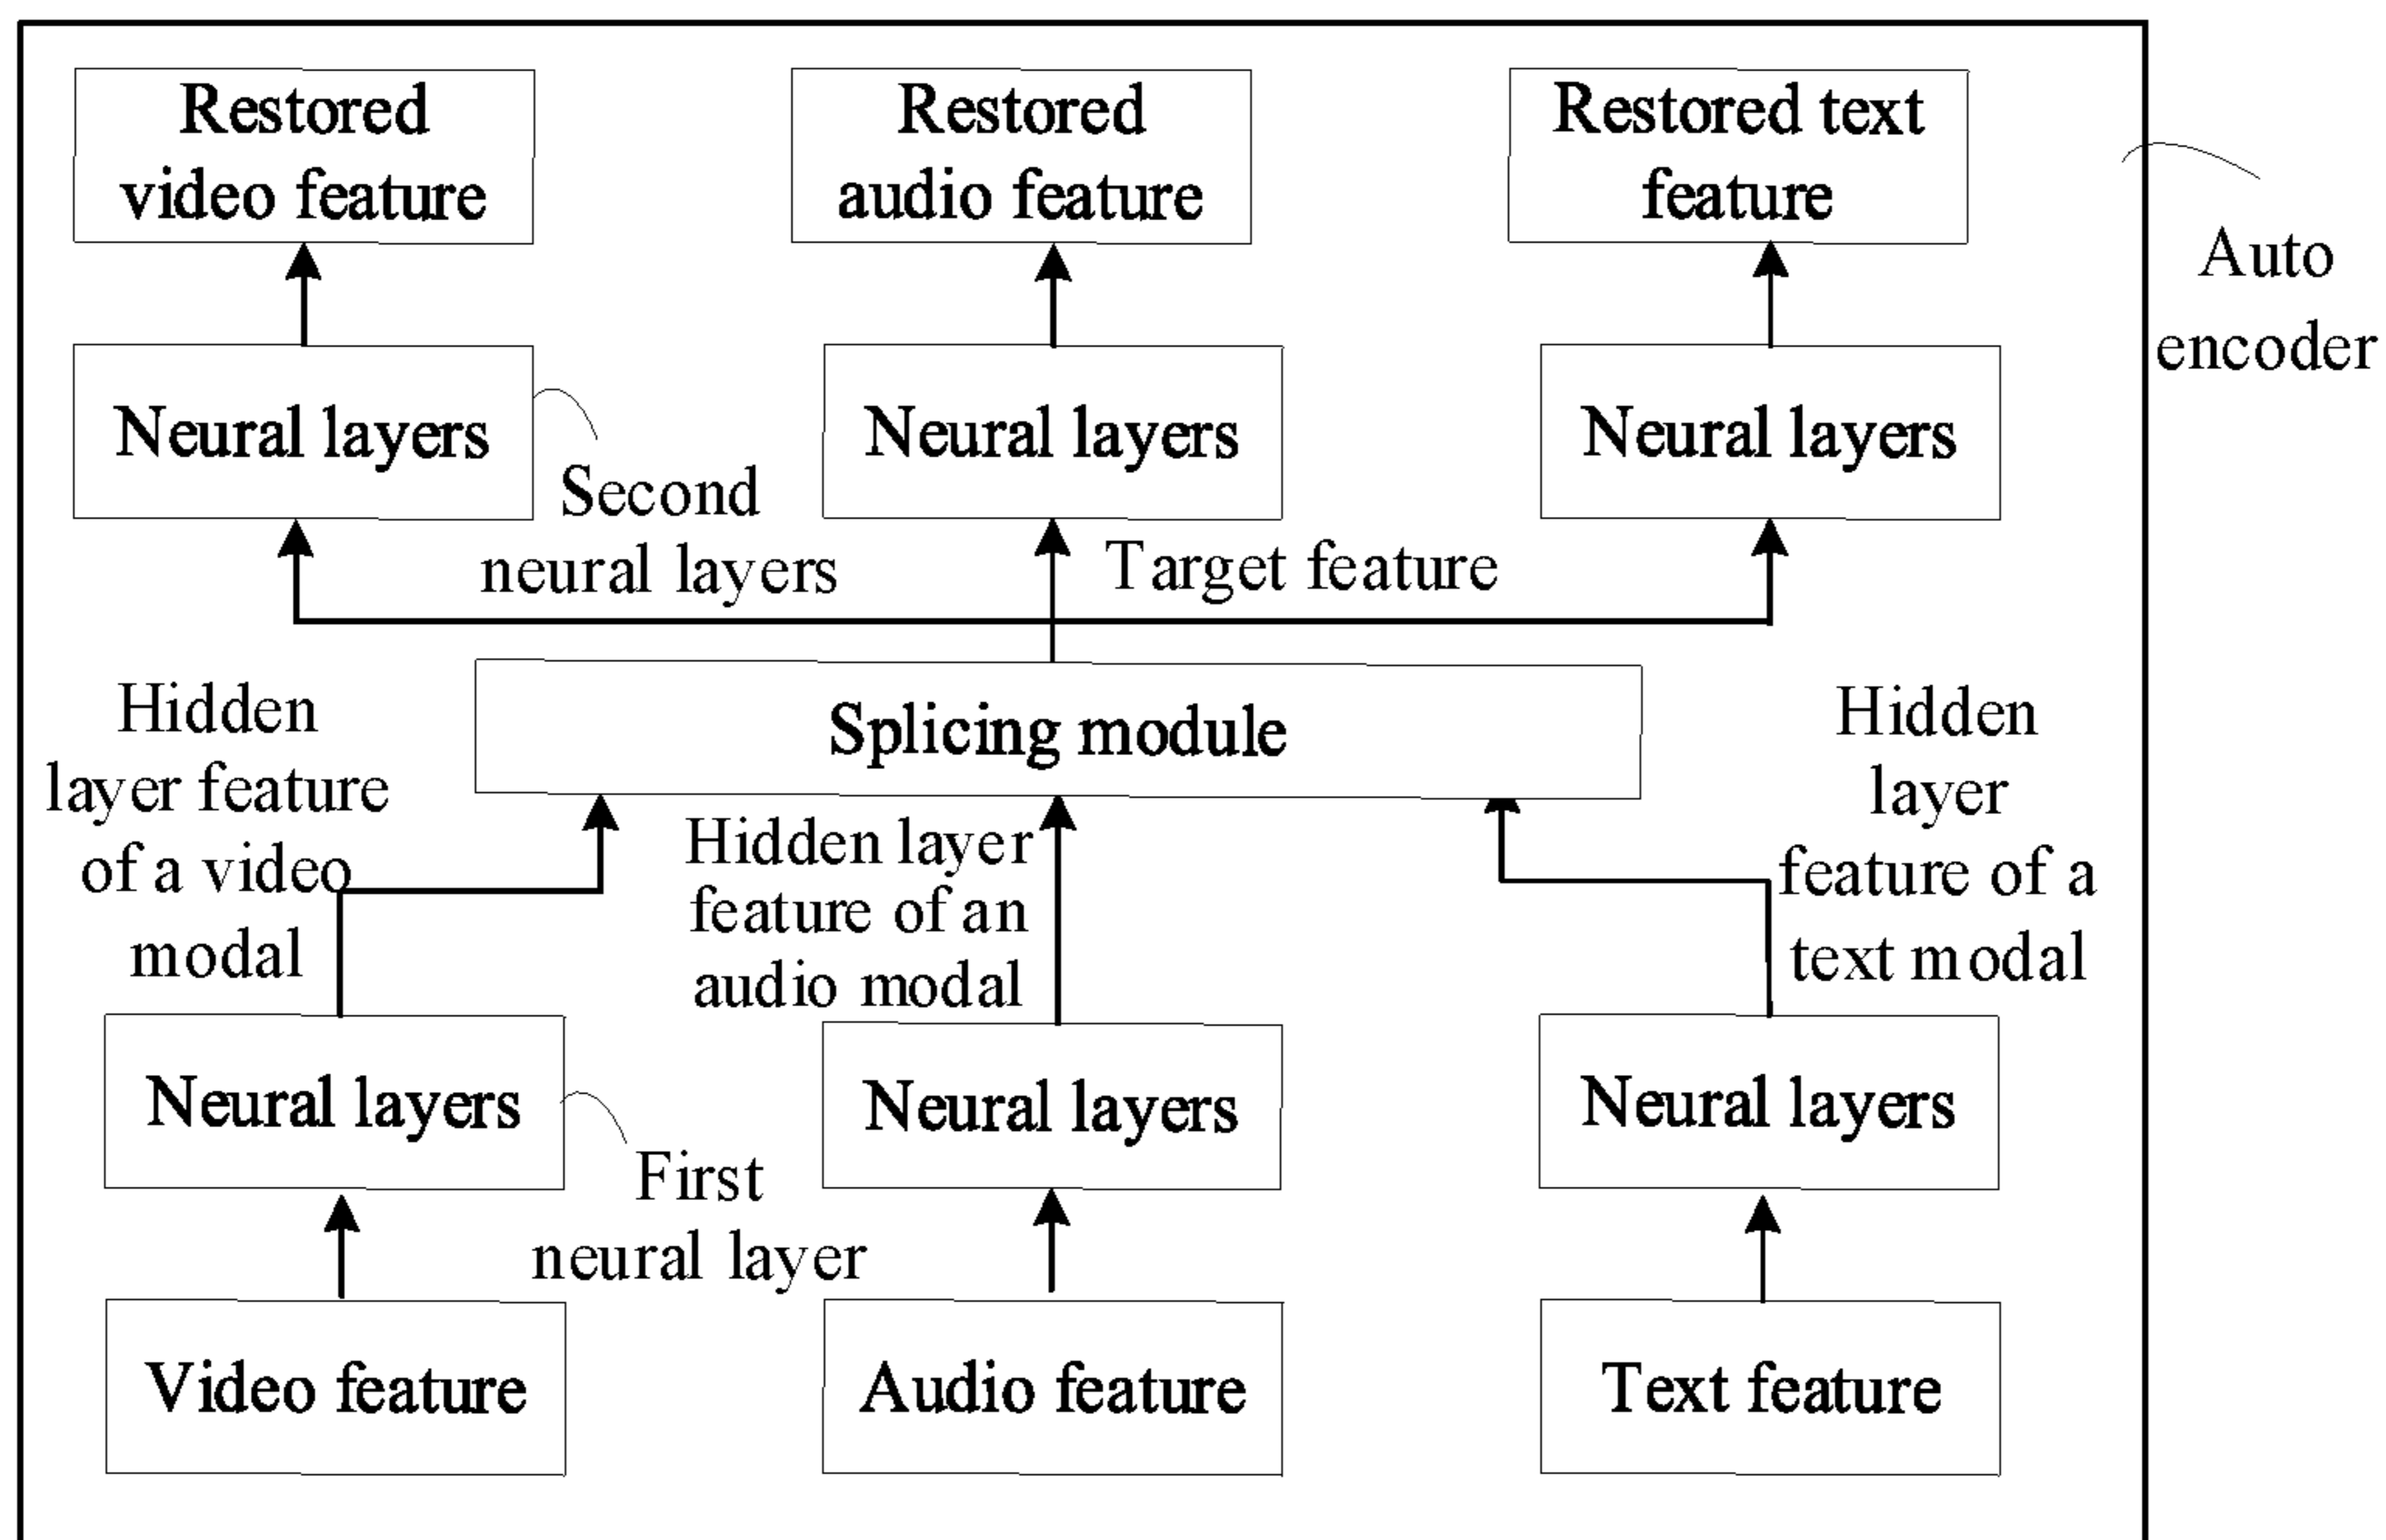 Restored
video feature
Restored
audio feature
Restored text
feature
Auto
encoder
Neural layers
Neural layers
Neural layers
Second
neural layers
Target feature
Splicing module
Hidden
layer feature
of a video
modal
Hidden layer
feature of an
audio modal
Hidden
layer
feature of a
text modal
Neural layers
Neural layers
Neural layers
First
neural layer
Video feature
Audio feature
Text feature